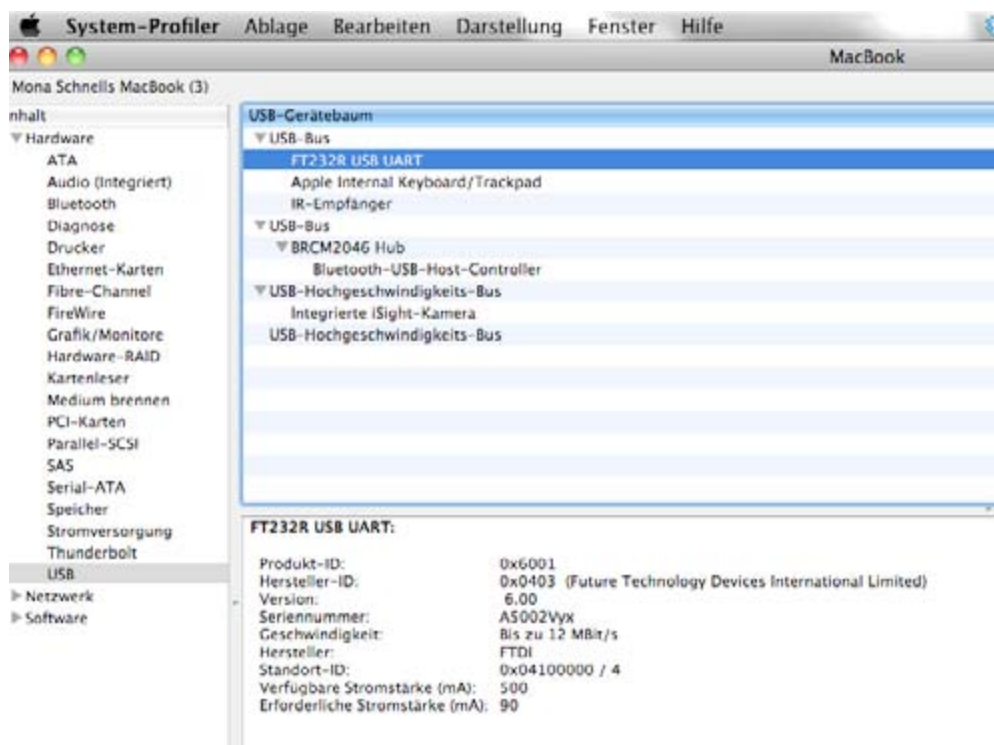 System-Profiler Ablage Bearbeiten Darstellung Fenster Hilfe
MacBook
Mona Schnells MacBook (3)
nhalt
Hardware
ATA
Audio (Integriert)
Bluetooth
Diagnose
Drucker
Ethernet-Karten
Fibre-Channel
FireWire
Grafik/Monitore
Hardware-RAID
Kartenleser
Medium brennen
PCI-Karten
Parallel-SCSI
SAS
Serial-ATA
Speicher
Stromversorgung
Thunderbolt
USB
Netzwerk
Software
USB-Gerätebaum
USB-Bus
FT232R USB UART
Apple Internal Keyboard/Trackpad
IR-Empfänger
USB-Bus
BRCM2046 Hub
Bluetooth-USB-Host-Controller
USB-Hochgeschwindigkeits-Bus
Integrierte iSight-Kamera
USB-Hochgeschwindigkeits-Bus
FT232R USB UART:
Produkt-ID: 0x6001
Hersteller-ID: 0x0403 (Future Technology Devices International Limited)
Version: 6.00
Seriennummer: A5002Vyx
Geschwindigkeit: Bis zu 12 MBit/s
Hersteller: FTDI
Standort-ID: 0x04100000 / 4
Verfügbare Stromstärke (mA): 500
Erforderliche Stromstärke (mA): 90